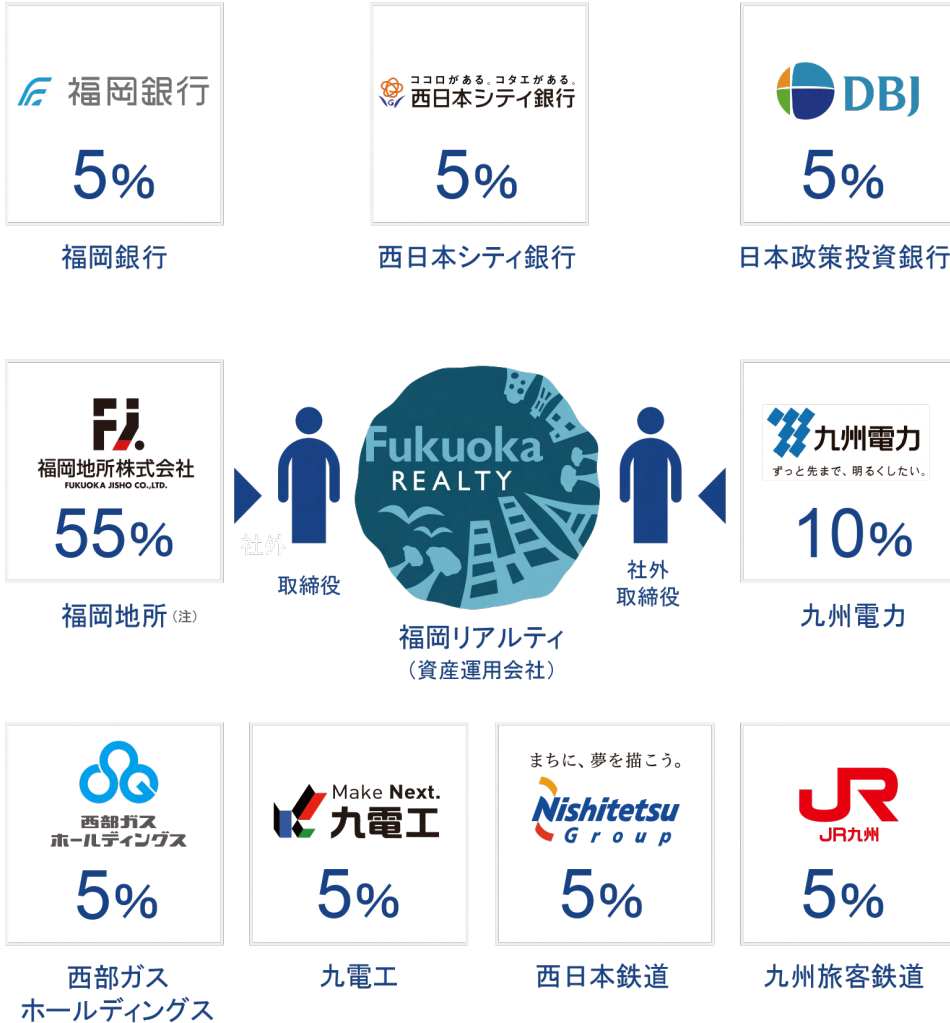 福岡銀行
5%
福岡銀行
ココロがある。コタエがある。
西日本シティ銀行
5%
西日本シティ銀行
DBJ
5%
日本政策投資銀行
FJ.
福岡地所株式会社
FUKUOKA JISHO CO.,LTD.
55%
福岡地所(注)
社外
取締役
Fukuoka
REALTY
福岡リアルティ
(資産運用会社)
社外
取締役
九州電力
ずっと先まで、明るくしたい。
10%
九州電力
西部ガス
ホールディングス
5%
西部ガス
ホールディングス
Make Next.
九電工
5%
九電工
まちに、夢を描こう。
Nishitetsu
Group
5%
西日本鉄道
JR
JR九州
5%
九州旅客鉄道